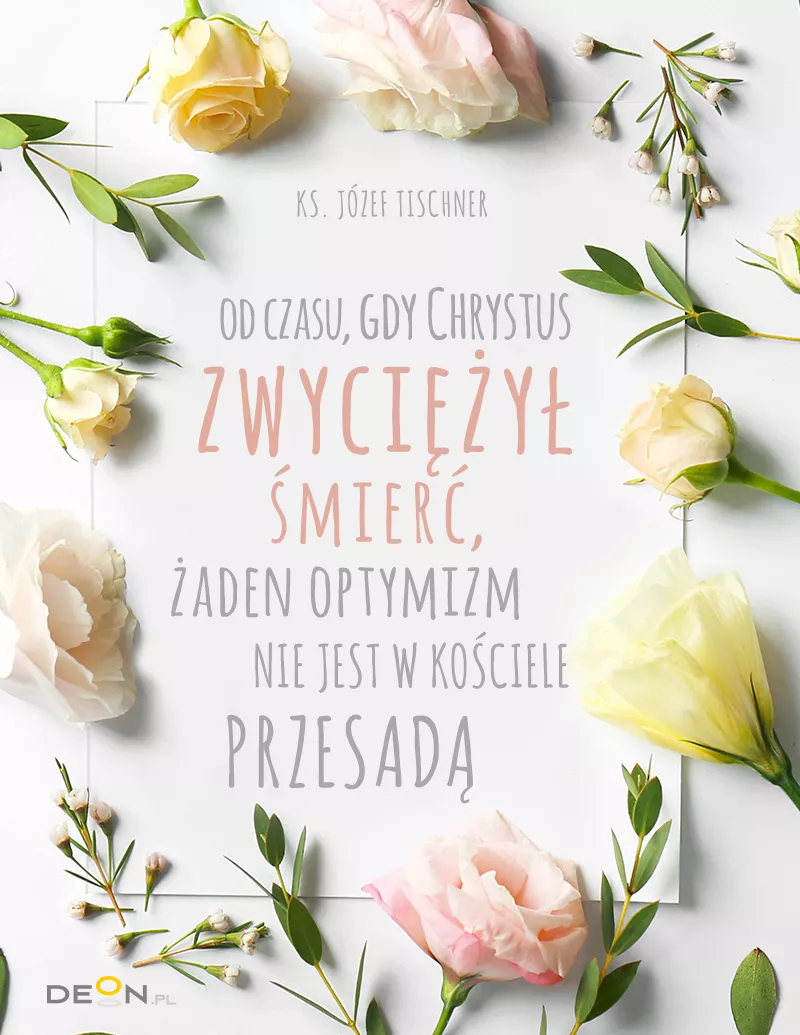 KS. JÓZEF TISCHNER
OD CZASU, GDY CHRYSTUS
ZWYCIĘŻYŁ
ŚMIERĆ,
ŻADEN OPTYMIZM
NIE JEST W KOŚCIELE
PRZESADĄ
DEON.PL